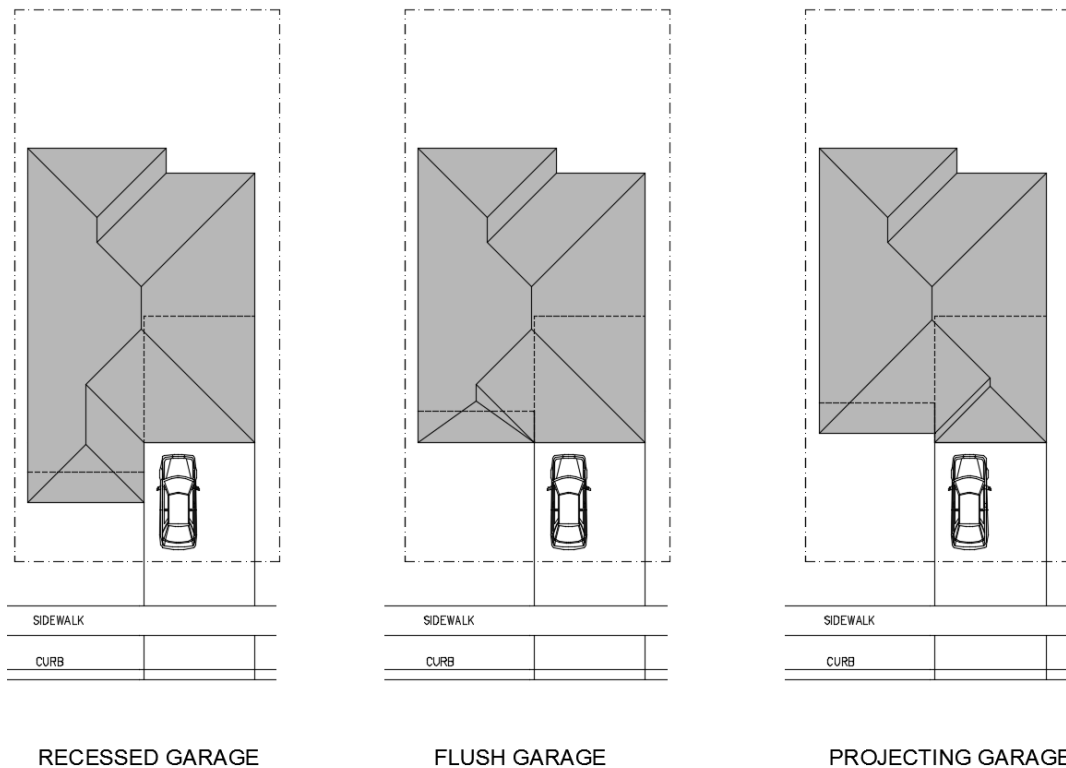 SIDEWALK
CURB
RECESSED GARAGE
SIDEWALK
CURB
FLUSH GARAGE
SIDEWALK
CURB
PROJECTING GARAGE